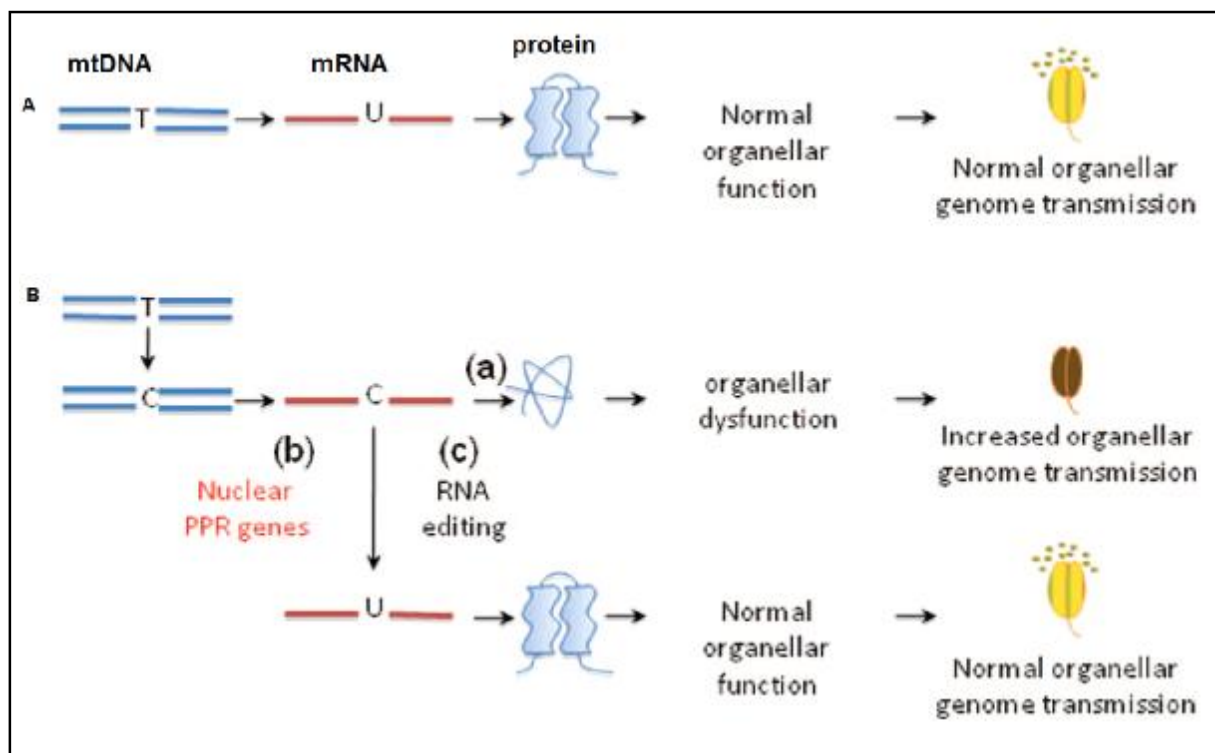 mtDNA
mRNA
protein
A
T
U
Normal
organellar
function
Normal organellar
genome transmission
B
T
C
C
(a)
organellar
dysfunction
Increased organellar
genome transmission
(b)
Nuclear
PPR genes
(c)
RNA
editing
U
Normal
organellar
function
Normal organellar
genome transmission